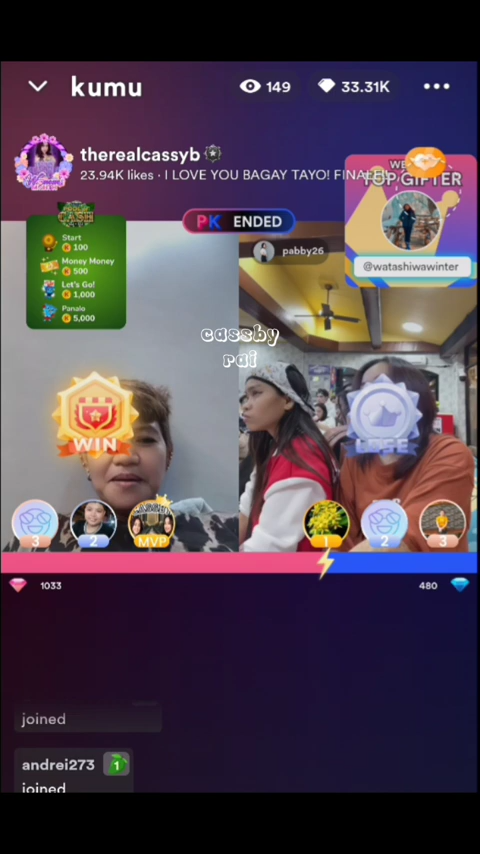 kumu
149
33.31K
therealcassyb
23.94K likes · I LOVE YOU BAGAY TAYO! FINALE
TOP GIFTER
@watashiwawinter
PK ENDED
CASH
Start
100
Money Money
500
Let's Go!
1,000
Panalo
5,000
pabby26
cassby
rai
WIN
LOSE
3
2
MVP
1
2
3
1033
480
joined
andrei273
1
joined